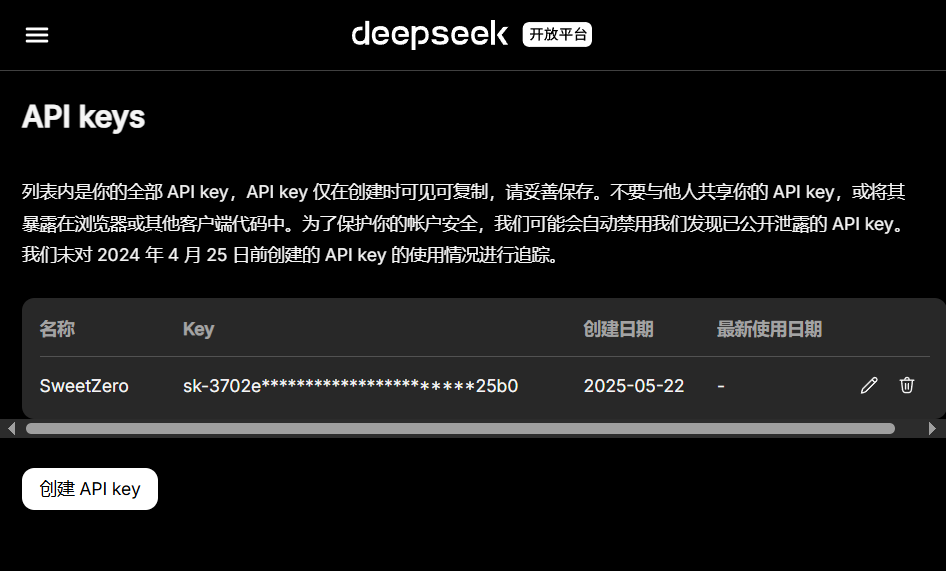 deepseek 开放平台
API keys
列表内是你的全部 API key，API key 仅在创建时可见可复制，请妥善保存。不要与他人共享你的 API key，或将其
暴露在浏览器或其他客户端代码中。为了保护你的帐户安全，我们可能会自动禁用我们发现已公开泄露的 API key。
我们未对 2024 年 4 月 25 日前创建的 API key 的使用情况进行追踪。
名称 Key 创建日期 最新使用日期
SweetZero sk-3702e************************25b0 2025-05-22 -
创建 API key